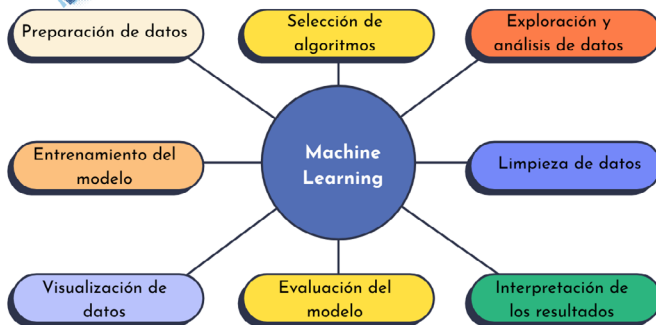 Preparación de datos
Selección de
algoritmos
Exploración y
análisis de datos
Entrenamiento del
modelo
Machine
Learning
Limpieza de datos
Visualización de
datos
Evaluación del
modelo
Interpretación de
los resultados